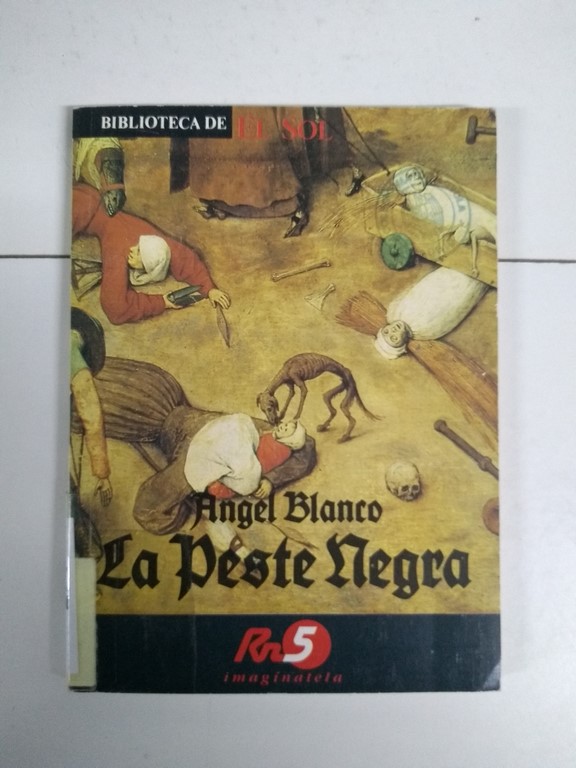 BIBLIOTECA DE EL SOL
Angel Blanco
La Peste Negra
Rn5
imagínatela